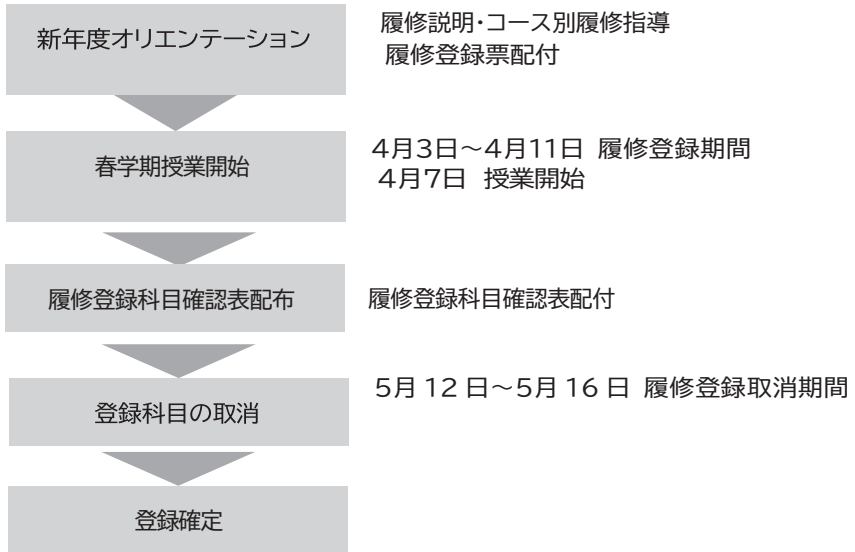 新年度オリエンテーション
履修説明・コース別履修指導
履修登録票配付
春学期授業開始
4月3日～4月11日 履修登録期間
4月7日 授業開始
履修登録科目確認表配布
履修登録科目確認表配付
登録科目の取消
5月 12 日～5月 16 日 履修登録取消期間
登録確定